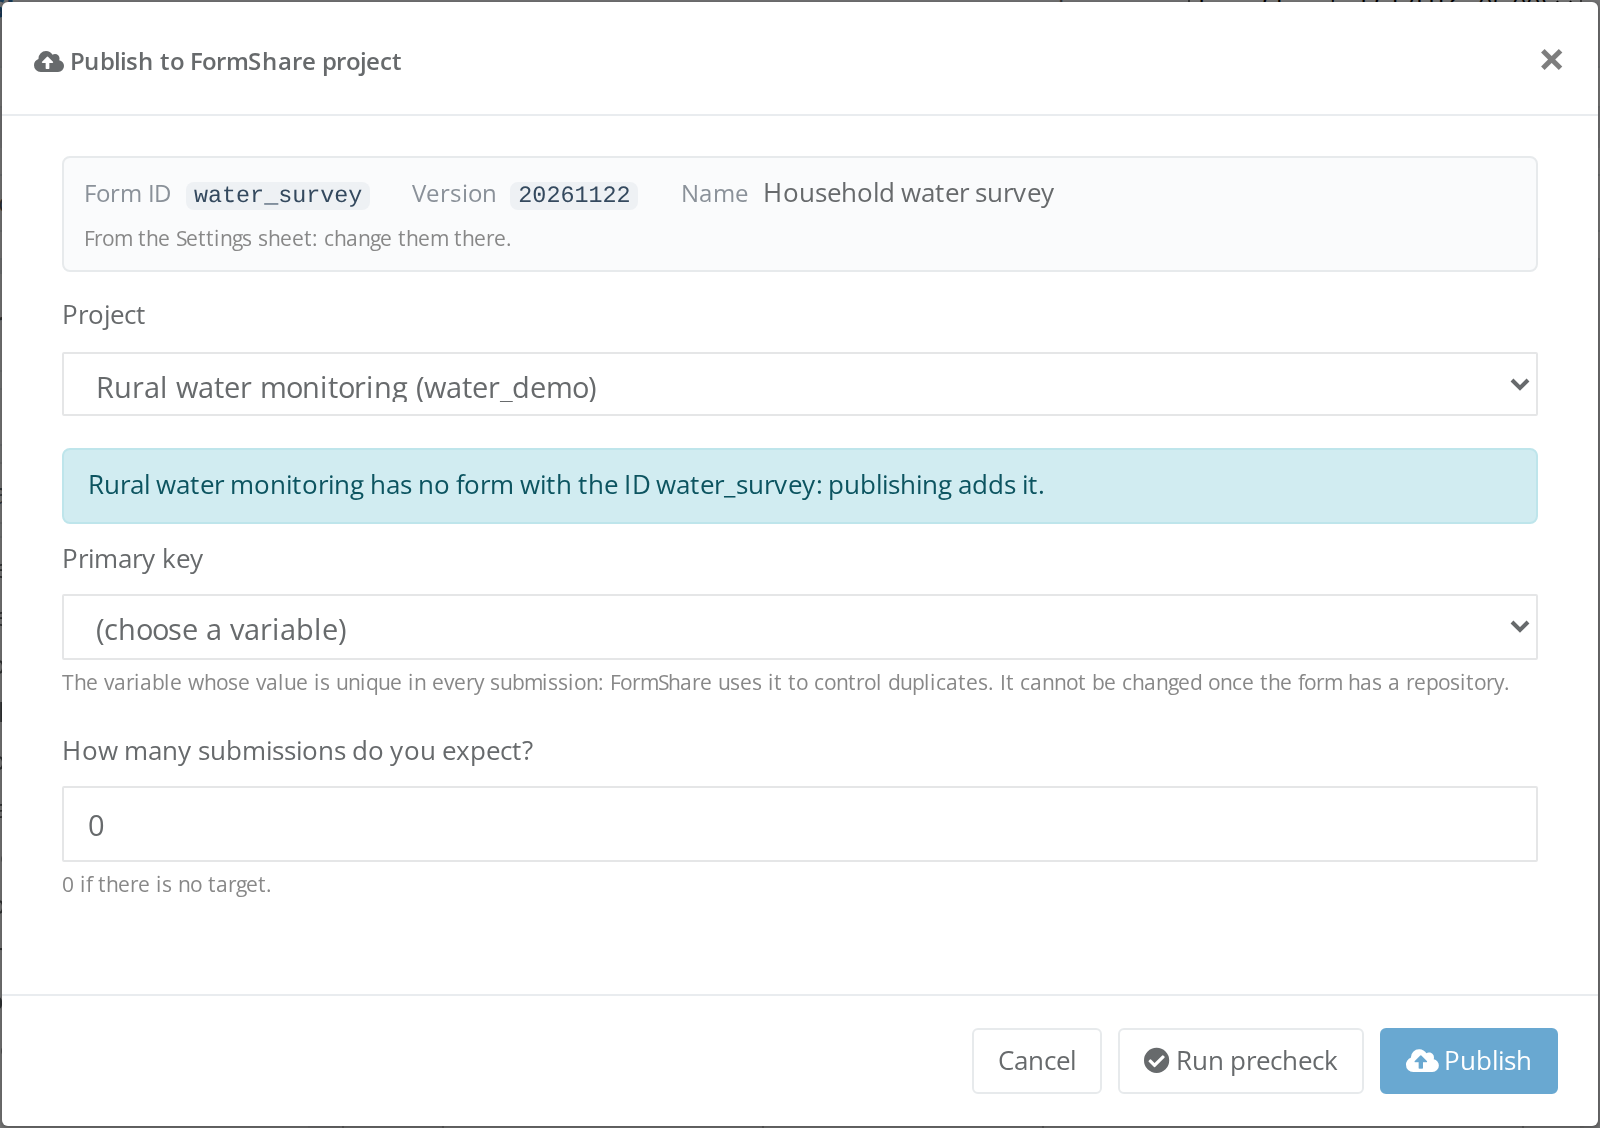 Publish to FormShare project
Form ID water_survey Version 20261122 Name Household water survey
From the Settings sheet: change them there.
Project
Rural water monitoring (water_demo)
Rural water monitoring has no form with the ID water_survey: publishing adds it.
Primary key
(choose a variable)
The variable whose value is unique in every submission: FormShare uses it to control duplicates. It cannot be changed once the form has a repository.
How many submissions do you expect?
0
0 if there is no target.
Cancel Run precheck Publish